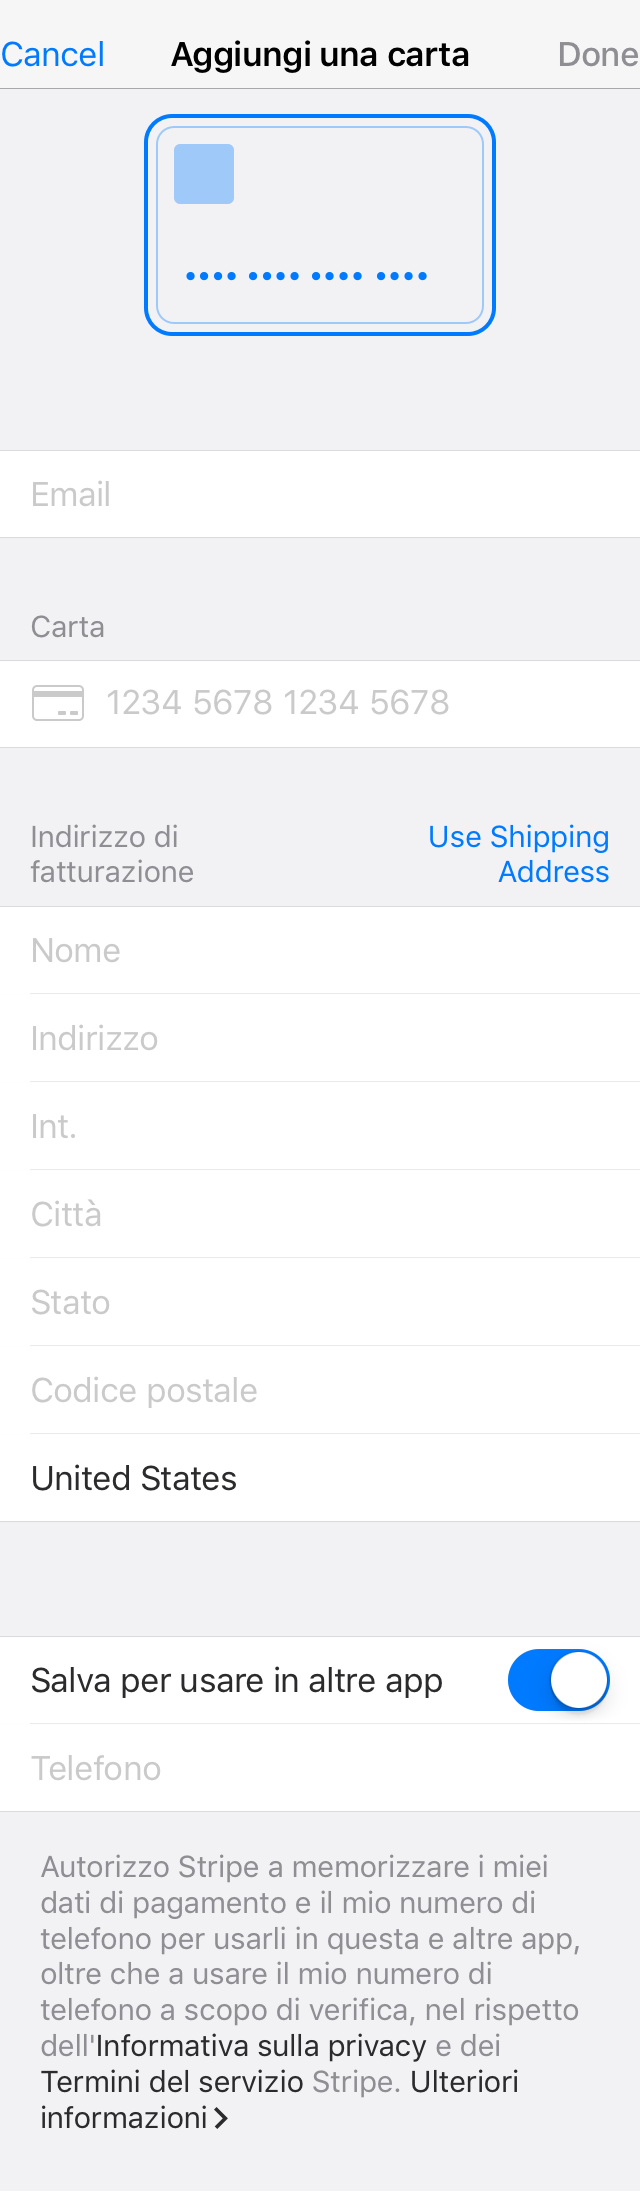 Cancel Aggiungi una carta Done
•••• •••• •••• ••••
Email
Carta
1234 5678 1234 5678
Indirizzo di
fatturazione
Use Shipping
Address
Nome
Indirizzo
Int.
Città
Stato
Codice postale
United States
Salva per usare in altre app
Telefono
Autorizzo Stripe a memorizzare i miei
dati di pagamento e il mio numero di
telefono per usarli in questa e altre app,
oltre che a usare il mio numero di
telefono a scopo di verifica, nel rispetto
dell'Informativa sulla privacy e dei
Termini del servizio Stripe. Ulteriori
informazioni